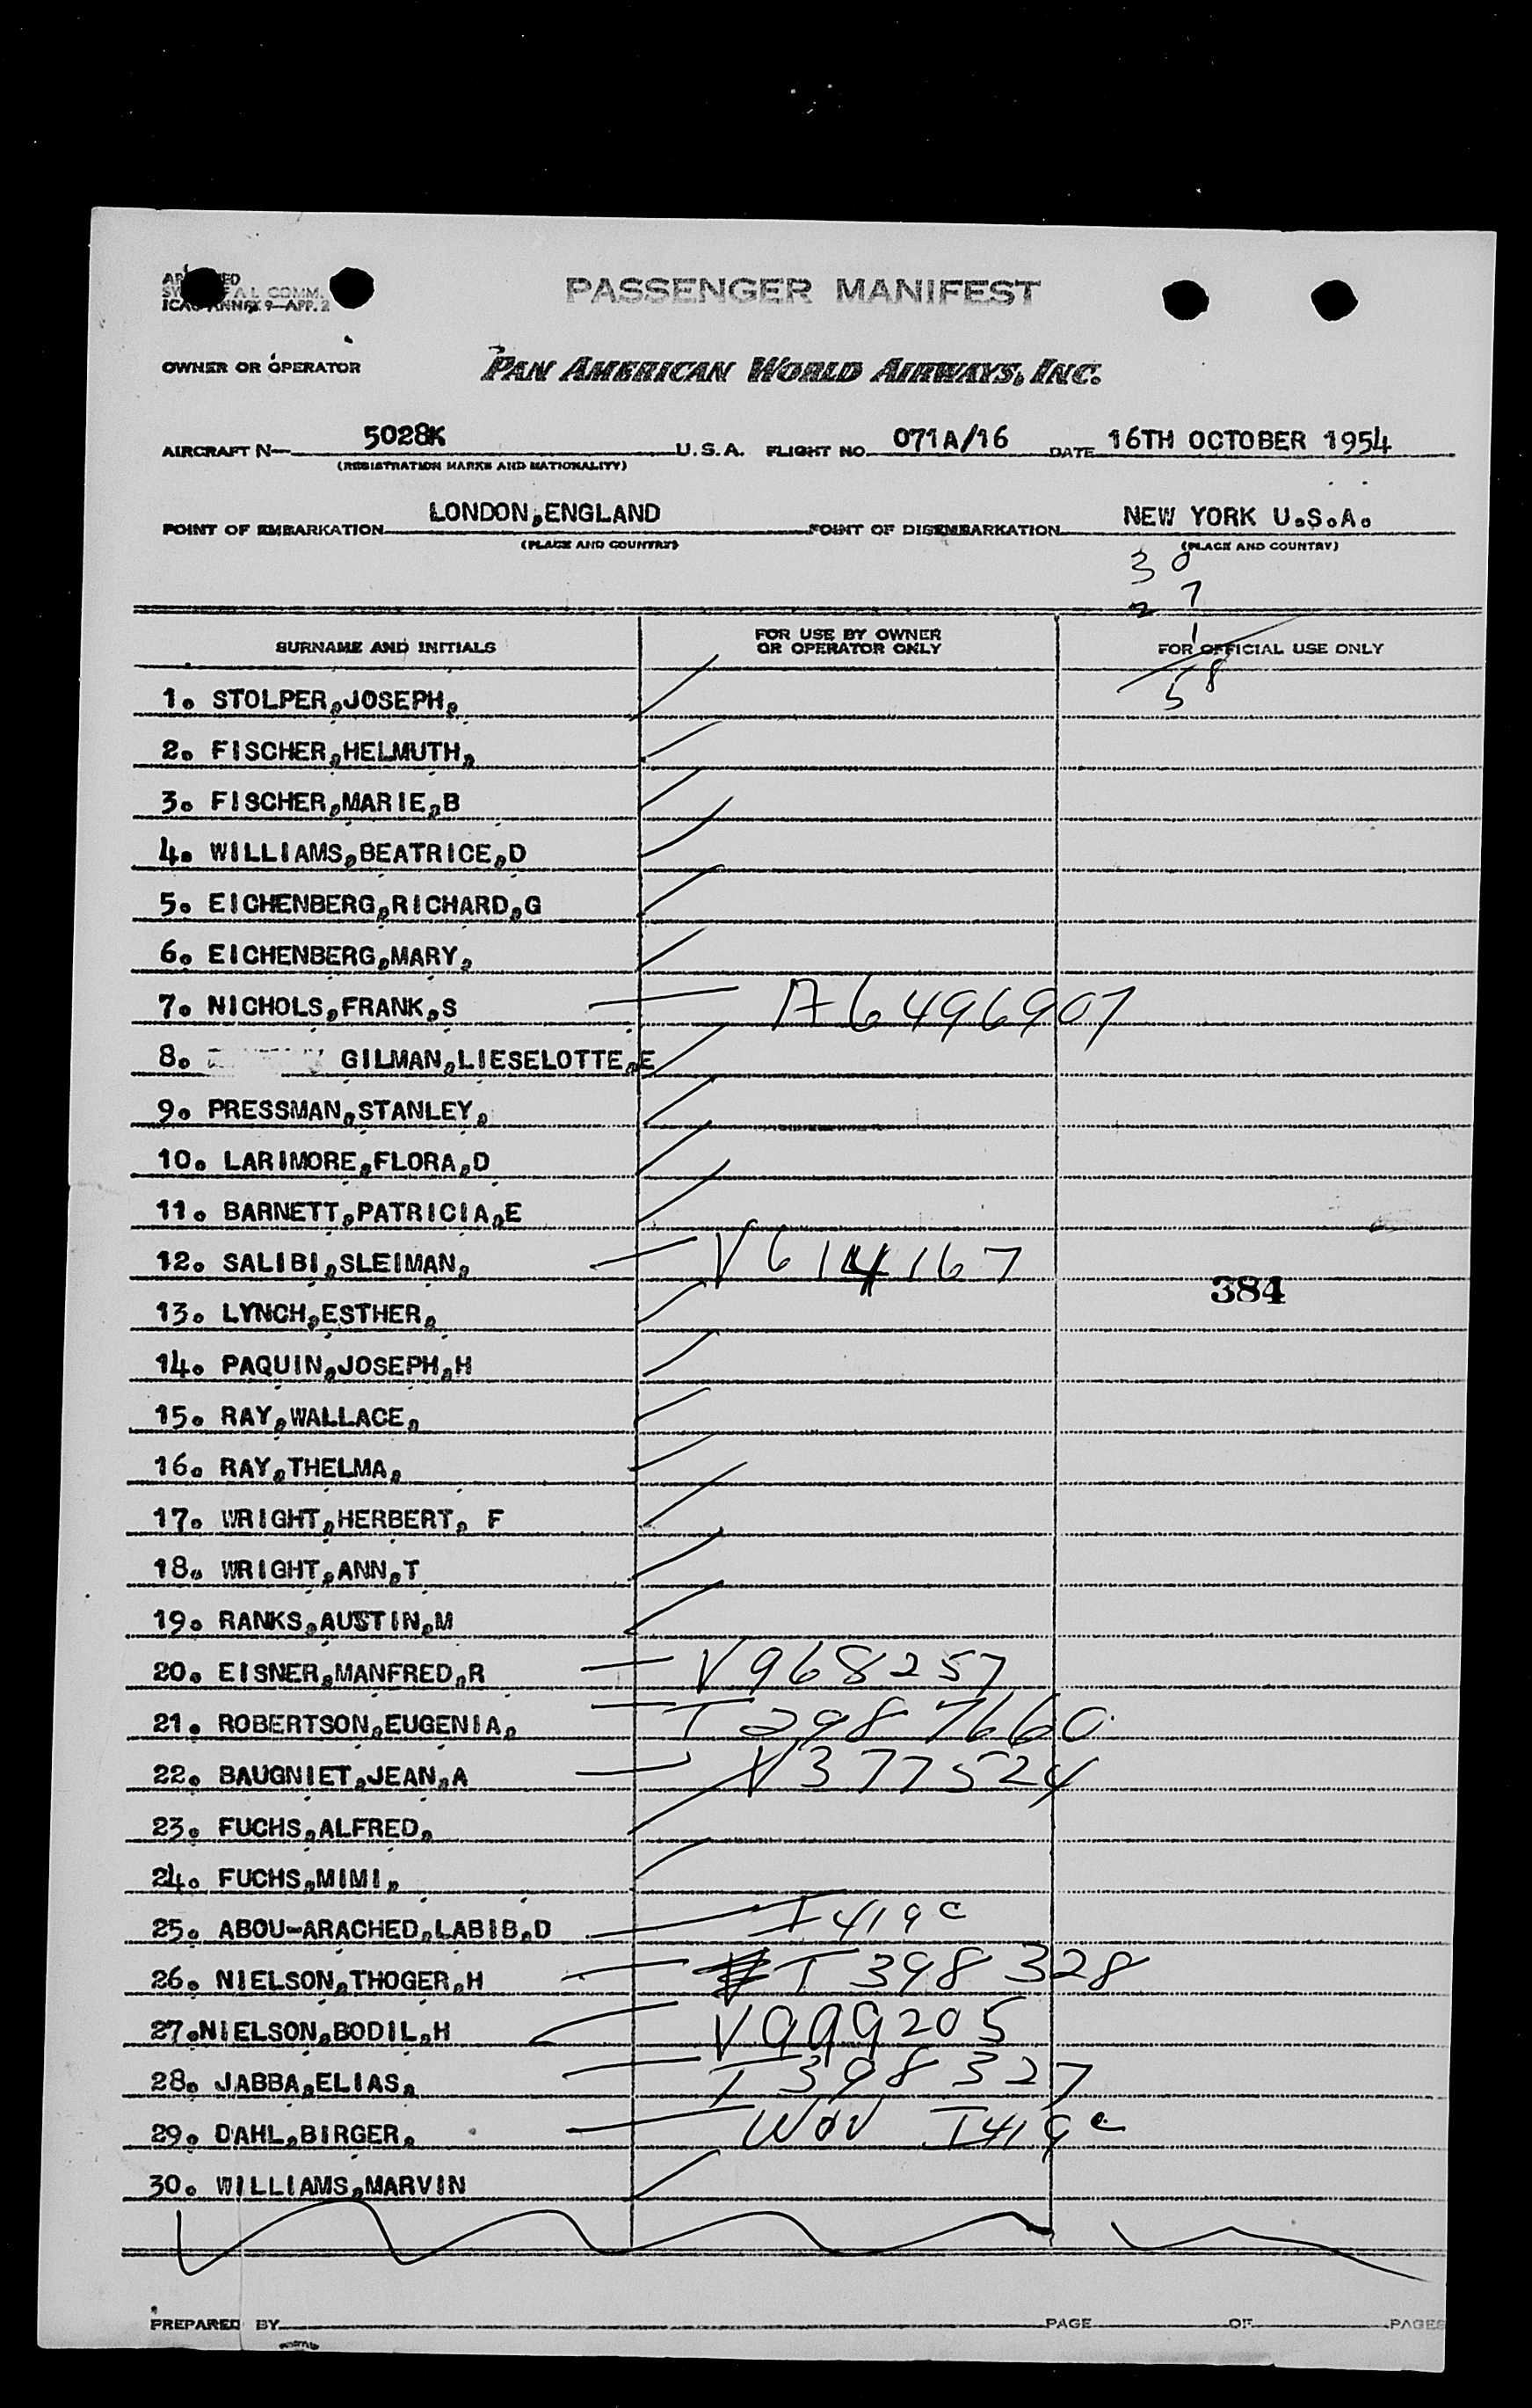 PASSENGER MANIFEST
ICAO ANNEX 9—APP. 2
OWNER OR OPERATOR PAN AMERICAN WORLD AIRWAYS, INC.
AIRCRAFT N— 5028K U.S.A. FLIGHT NO. 071A/16 DATE 16TH OCTOBER 1954
(REGISTRATION MARKS AND NATIONALITY)
POINT OF EMBARKATION LONDON,ENGLAND POINT OF DISEMBARKATION NEW YORK U.S.A.
(PLACE AND COUNTRY) (PLACE AND COUNTRY)
30
27
1
58
SURNAME AND INITIALS FOR USE BY OWNER OR OPERATOR ONLY FOR OFFICIAL USE ONLY
1. STOLPER,JOSEPH,
2. FISCHER,HELMUTH,
3. FISCHER,MARIE,B
4. WILLIAMS,BEATRICE,D
5. EICHENBERG,RICHARD,G
6. EICHENBERG,MARY,
7. NICHOLS,FRANK,S — A6496907
8. GILMAN,LIESELOTTE,E
9. PRESSMAN,STANLEY,
10. LARIMORE,FLORA,D
11. BARNETT,PATRICIA,E
12. SALIBI,SLEIMAN, — V614167
384
13. LYNCH,ESTHER,
14. PAQUIN,JOSEPH,H
15. RAY,WALLACE,
16. RAY,THELMA,
17. WRIGHT,HERBERT, F
18. WRIGHT,ANN,T
19. RANKS,AUSTIN,M
20. EISNER,MANFRED,R — V968257
21. ROBERTSON,EUGENIA, — T2987660
22. BAUGNIET,JEAN,A — V377524
23. FUCHS,ALFRED,
24. FUCHS,MIMI,
25. ABOU-ARACHED,LABIB,D — I419c
26. NIELSON,THOGER,H — T398328
27.NIELSON,BODIL,H — V999205
28. JABBA,ELIAS, — T398327
29. DAHL,BIRGER, — I419c
30. WILLIAMS,MARVIN
PREPARED BY PAGE OF PAGES